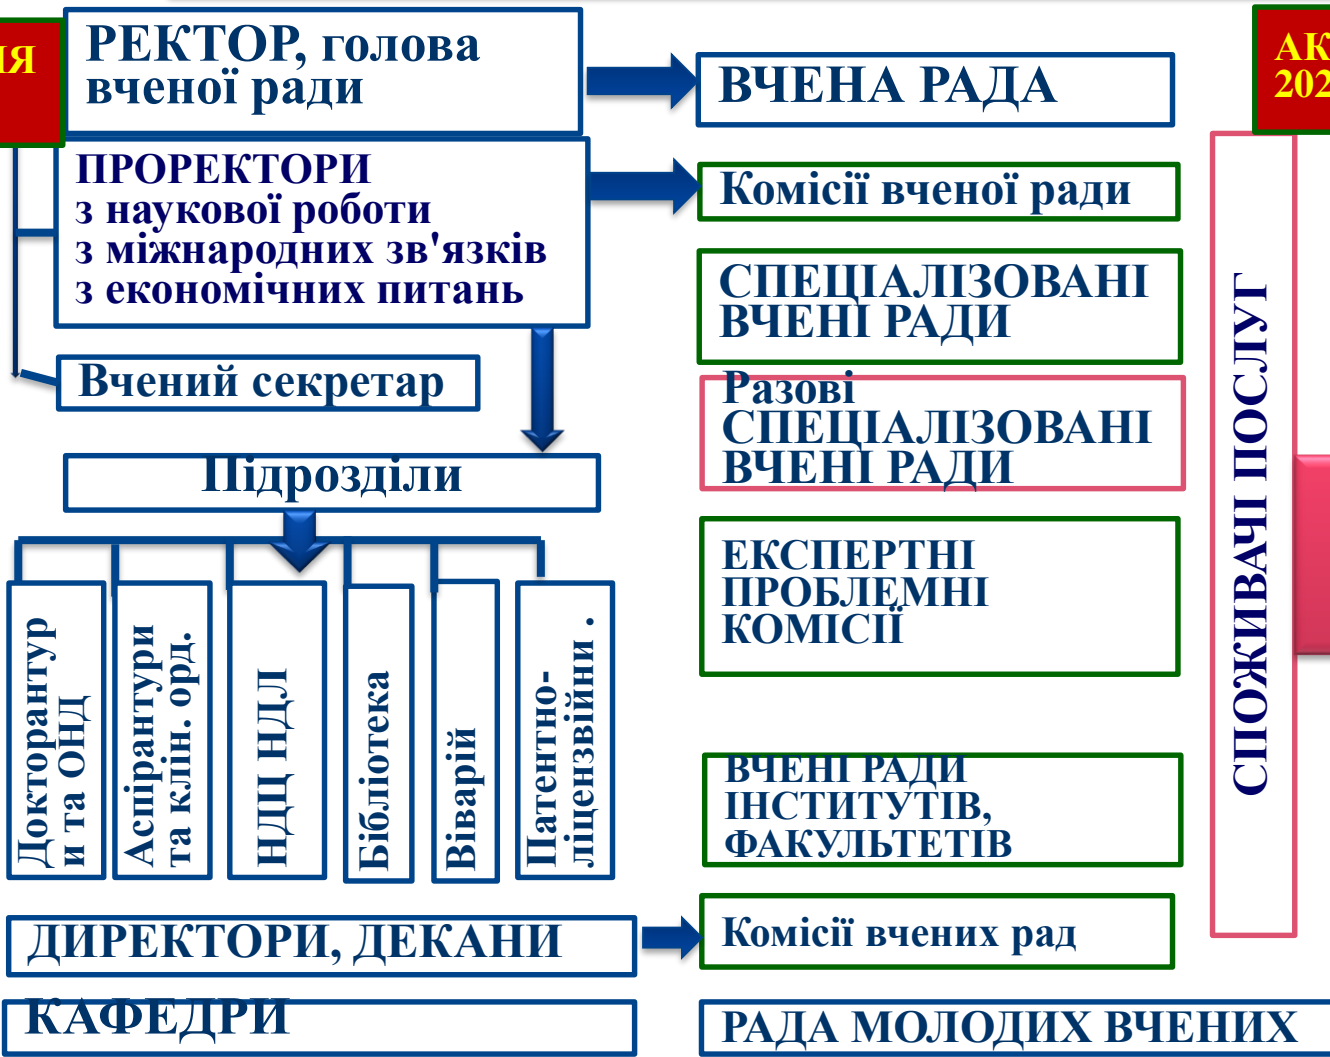 ІЯ
РЕКТОР, голова
вченої ради
ВЧЕНА РАДА
АК
202
ПРОРЕКТОРИ
з наукової роботи
з міжнародних зв'язків
з економічних питань
Комісії вченої ради
СПЕЦІАЛІЗОВАНІ
ВЧЕНІ РАДИ
Вчений секретар
Разові
СПЕЦІАЛІЗОВАНІ
ВЧЕНІ РАДИ
Підрозділи
ЕКСПЕРТНІ
ПРОБЛЕМНІ
КОМІСІЇ
Докторантур
и та ОНД
Аспірантури
та клін. орд.
НДЦ НДЛ
Бібліотека
Віварій
Патентно-
ліцензвійни .
ВЧЕНІ РАДИ
ІНСТИТУТІВ,
ФАКУЛЬТЕТІВ
ДИРЕКТОРИ, ДЕКАНИ
Комісії вчених рад
КАФЕДРИ
РАДА МОЛОДИХ ВЧЕНИХ
СПОЖИВАЧІ ПОСЛУГ